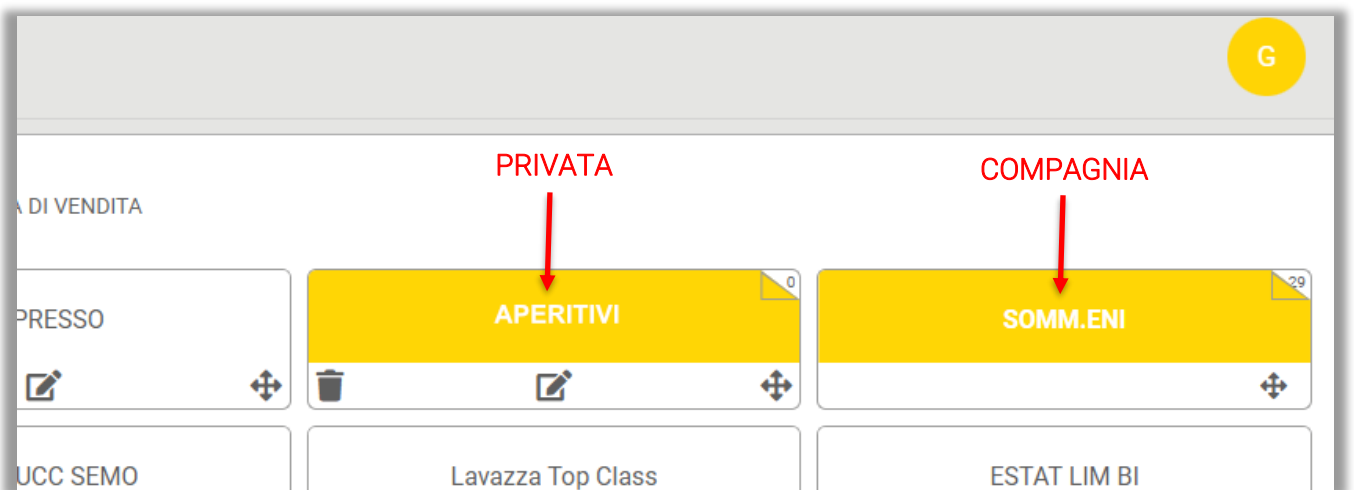 G
PRIVATA
COMPAGNIA
DI VENDITA
PRESSO
0
APERITIVI
29
SOMM.ENI
UCC SEMO
Lavazza Top Class
ESTAT LIM BI